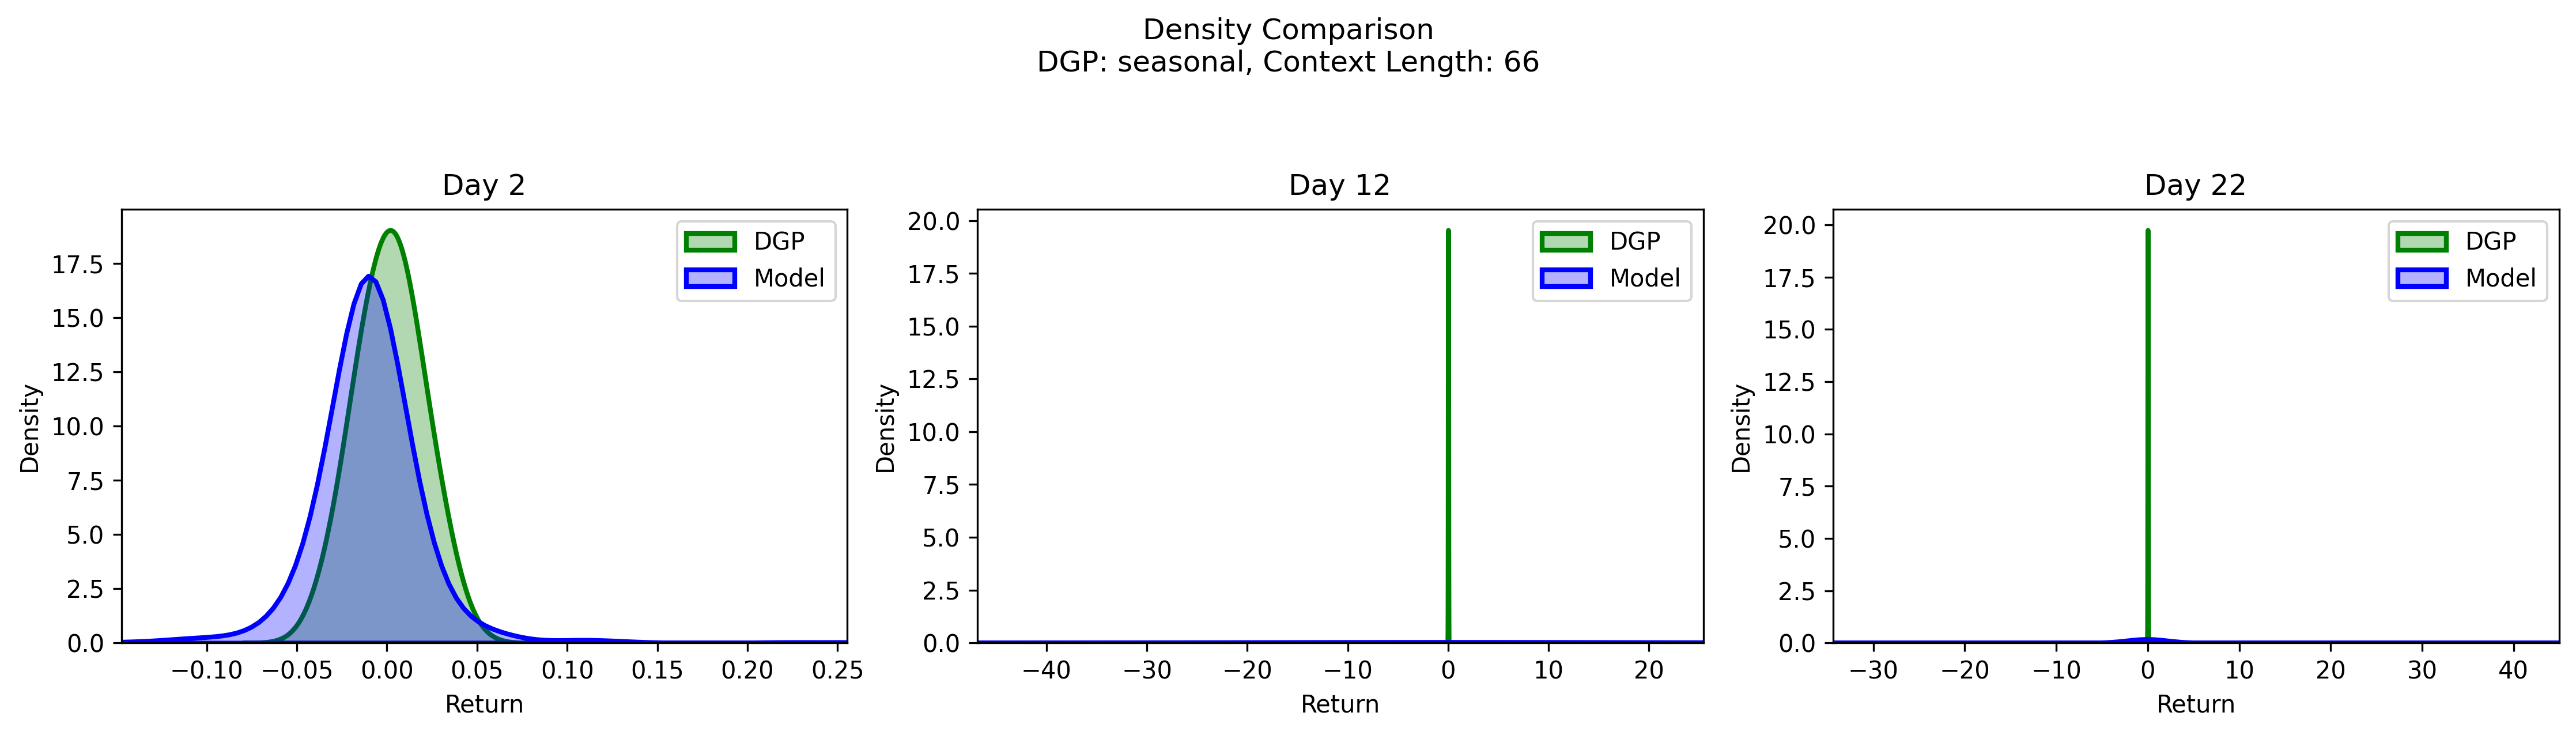 Density Comparison
DGP: seasonal, Context Length: 66
Day 2
17.5
15.0
12.5
10.0
7.5
5.0
2.5
0.0
Density
−0.10 −0.05 0.00 0.05 0.10 0.15 0.20 0.25
Return
DGP
Model
Day 12
20.0
17.5
15.0
12.5
10.0
7.5
5.0
2.5
0.0
Density
−40 −30 −20 −10 0 10 20
Return
DGP
Model
Day 22
20.0
17.5
15.0
12.5
10.0
7.5
5.0
2.5
0.0
Density
−30 −20 −10 0 10 20 30 40
Return
DGP
Model